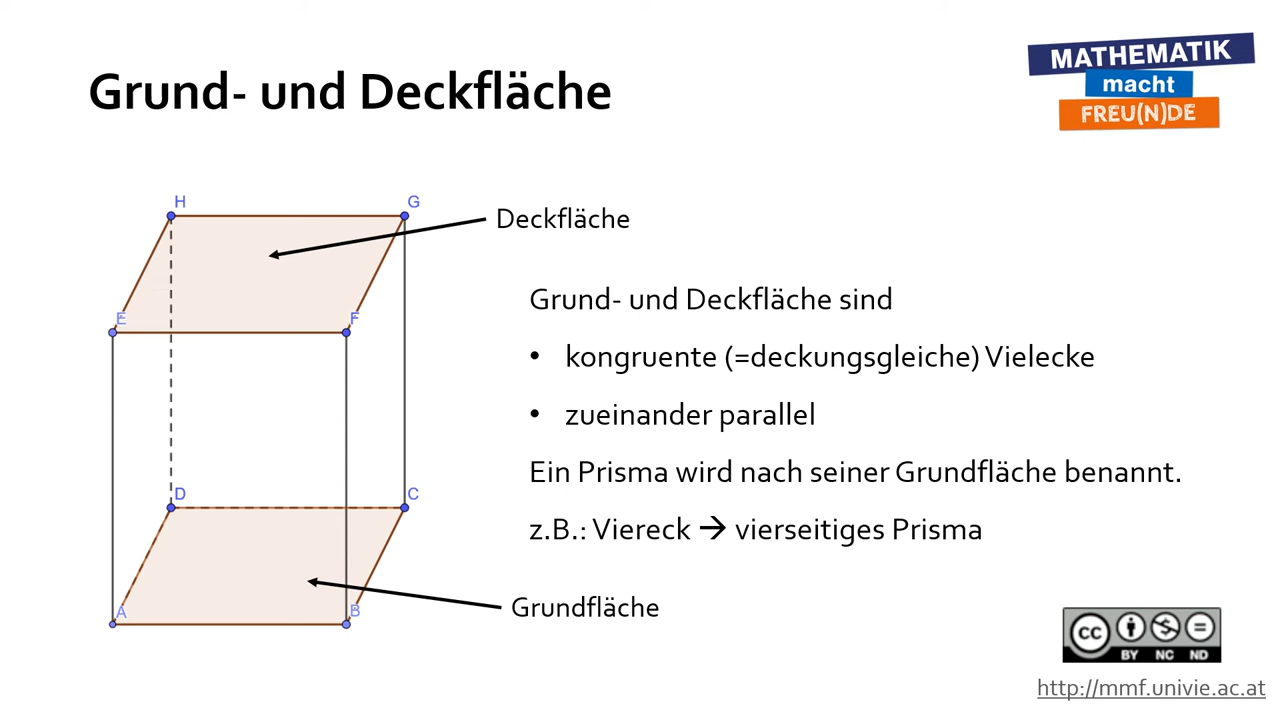 Grund- und Deckfläche
MATHEMATIK
macht
FREU(N)DE
H
G
Deckfläche
E
F
Grund- und Deckfläche sind
• kongruente (=deckungsgleiche) Vielecke
• zueinander parallel
Ein Prisma wird nach seiner Grundfläche benannt.
D
C
z.B.: Viereck → vierseitiges Prisma
A
B
Grundfläche
cc
BY NC ND
http://mmf.univie.ac.at